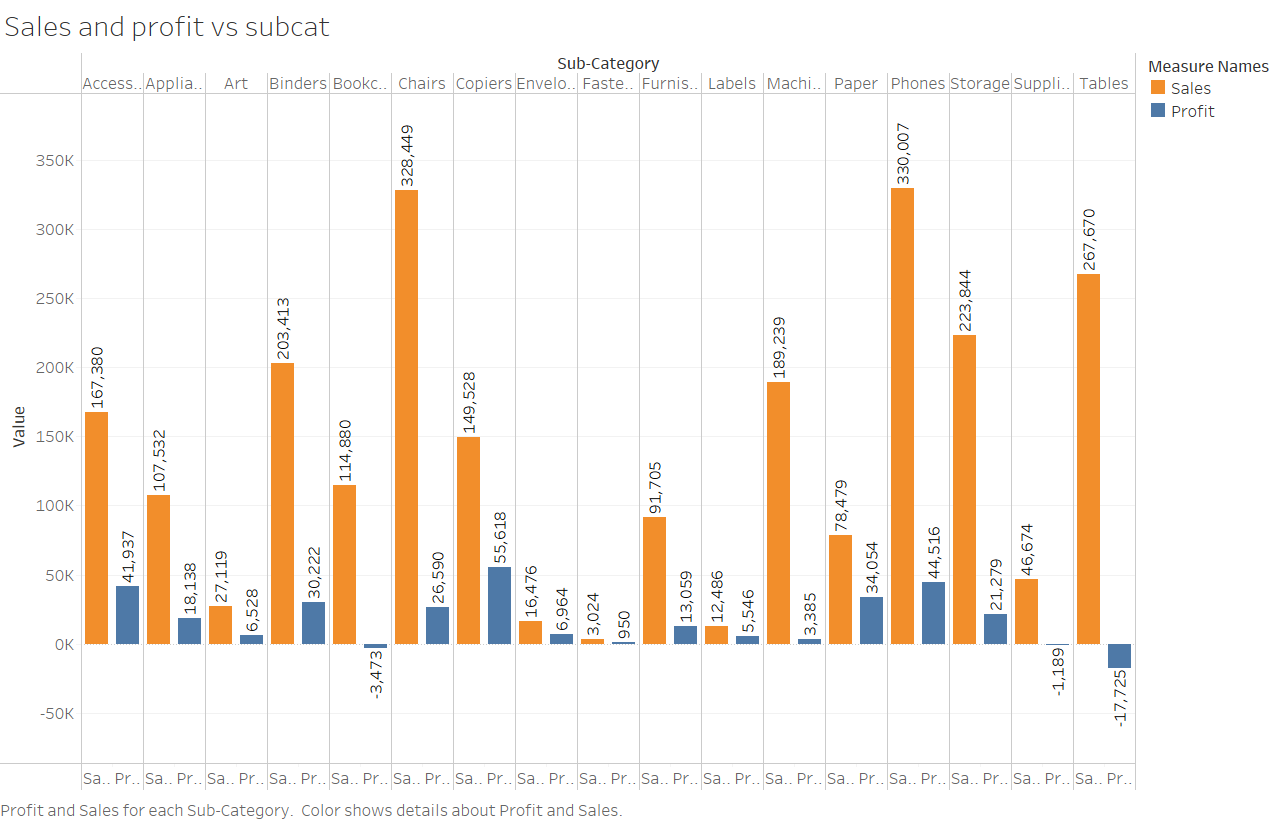 Sales and profit vs subcat
Sub-Category
Access.. Applia.. Art Binders Bookc.. Chairs Copiers Envelo.. Faste.. Furnis.. Labels Machi.. Paper Phones Storage Suppli.. Tables
Measure Names
Sales
Profit
Value
350K
300K
250K
200K
150K
100K
50K
0K
-50K
167,380
41,937
107,532
18,138
27,119
6,528
203,413
30,222
114,880
-3,473
328,449
26,590
149,528
55,618
16,476
6,964
3,024
950
91,705
13,059
12,486
5,546
189,239
3,385
78,479
34,054
330,007
44,516
223,844
21,279
46,674
-1,189
267,670
-17,725
Sa.. Pr.. Sa.. Pr.. Sa.. Pr.. Sa.. Pr.. Sa.. Pr.. Sa.. Pr.. Sa.. Pr.. Sa.. Pr.. Sa.. Pr.. Sa.. Pr.. Sa.. Pr.. Sa.. Pr.. Sa.. Pr.. Sa.. Pr.. Sa.. Pr.. Sa.. Pr.. Sa.. Pr..
Profit and Sales for each Sub-Category.  Color shows details about Profit and Sales.